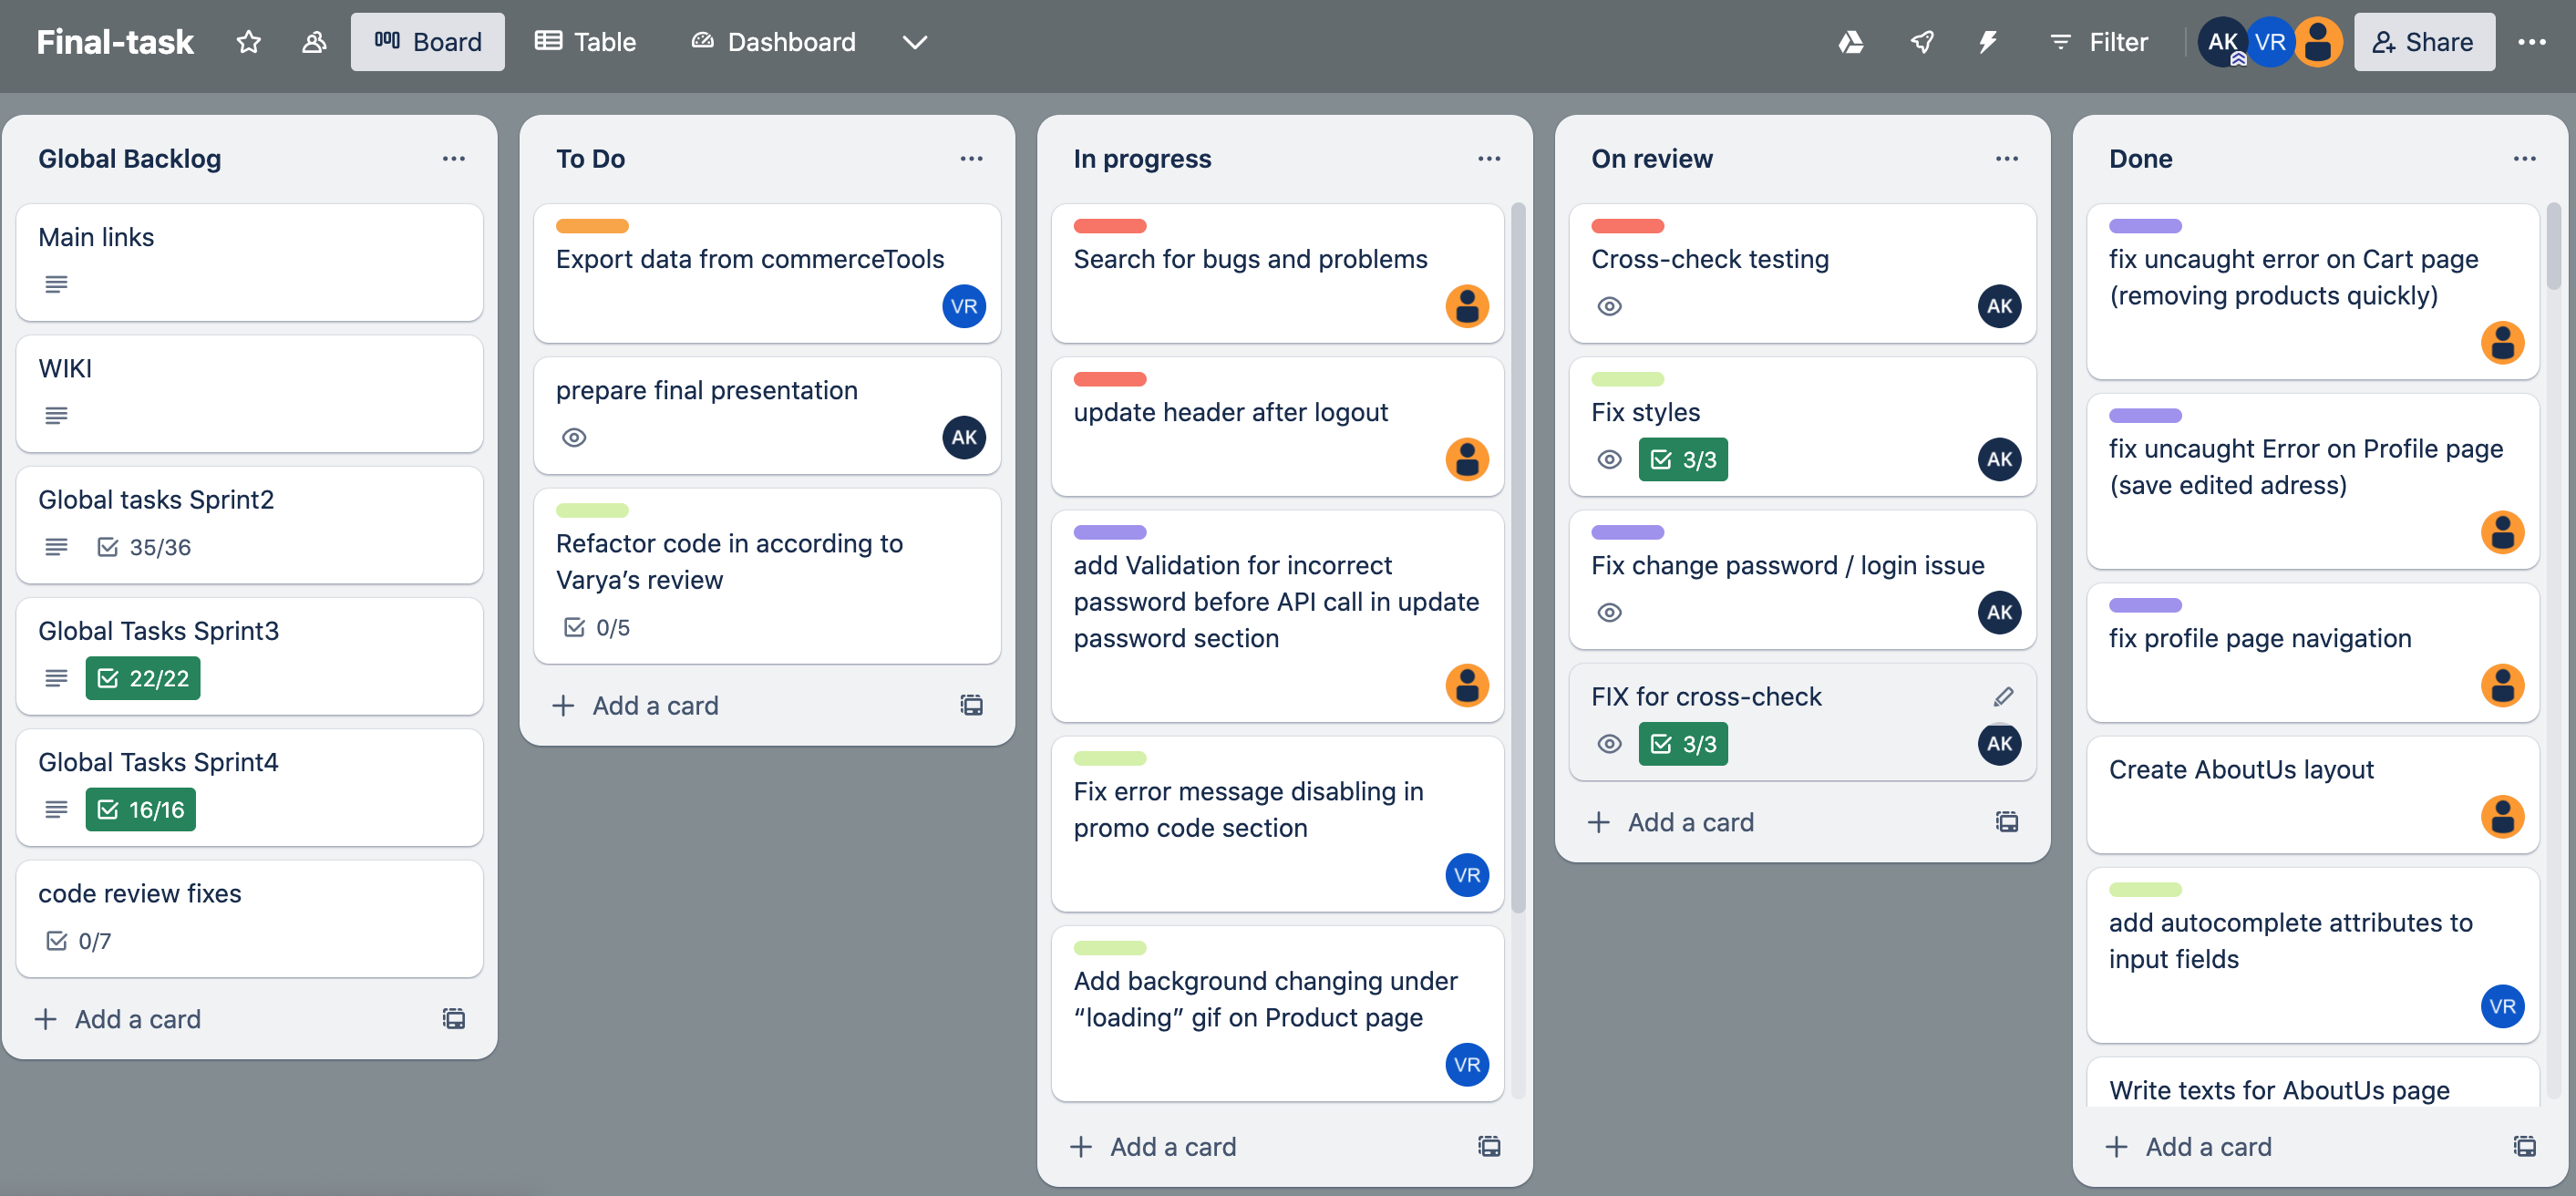 Final-task
Board
Table
Dashboard
Filter
AK
VR
Share
Global Backlog
Main links
WIKI
Global tasks Sprint2
35/36
Global Tasks Sprint3
22/22
Global Tasks Sprint4
16/16
code review fixes
0/7
Add a card
To Do
Export data from commerceTools
VR
prepare final presentation
AK
Refactor code in according to
Varya’s review
0/5
Add a card
In progress
Search for bugs and problems
update header after logout
add Validation for incorrect
password before API call in update
password section
Fix error message disabling in
promo code section
VR
Add background changing under
“loading” gif on Product page
VR
Add a card
On review
Cross-check testing
AK
Fix styles
3/3
AK
Fix change password / login issue
AK
FIX for cross-check
3/3
AK
Add a card
Done
fix uncaught error on Cart page
(removing products quickly)
fix uncaught Error on Profile page
(save edited adress)
fix profile page navigation
Create AboutUs layout
add autocomplete attributes to
input fields
VR
Write texts for AboutUs page
Add a card